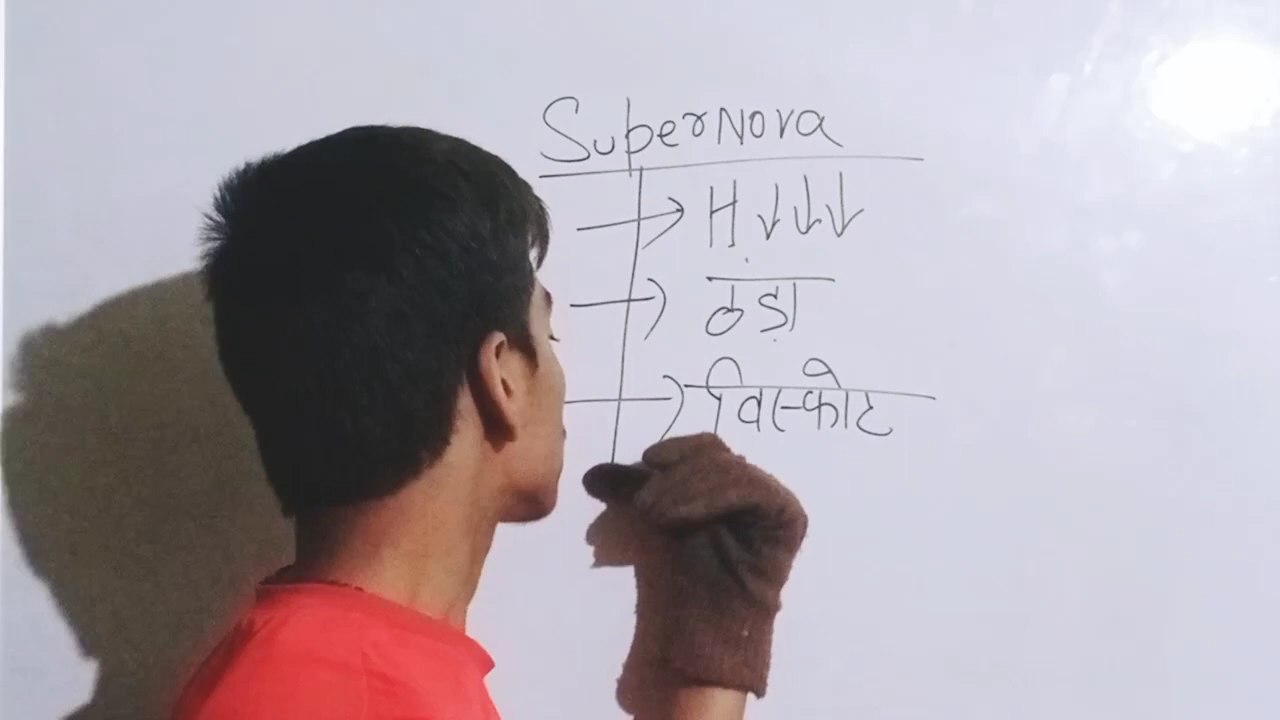 SuperNova
→ H ↓↓↓
→ ठंडा
→ विस्फोट